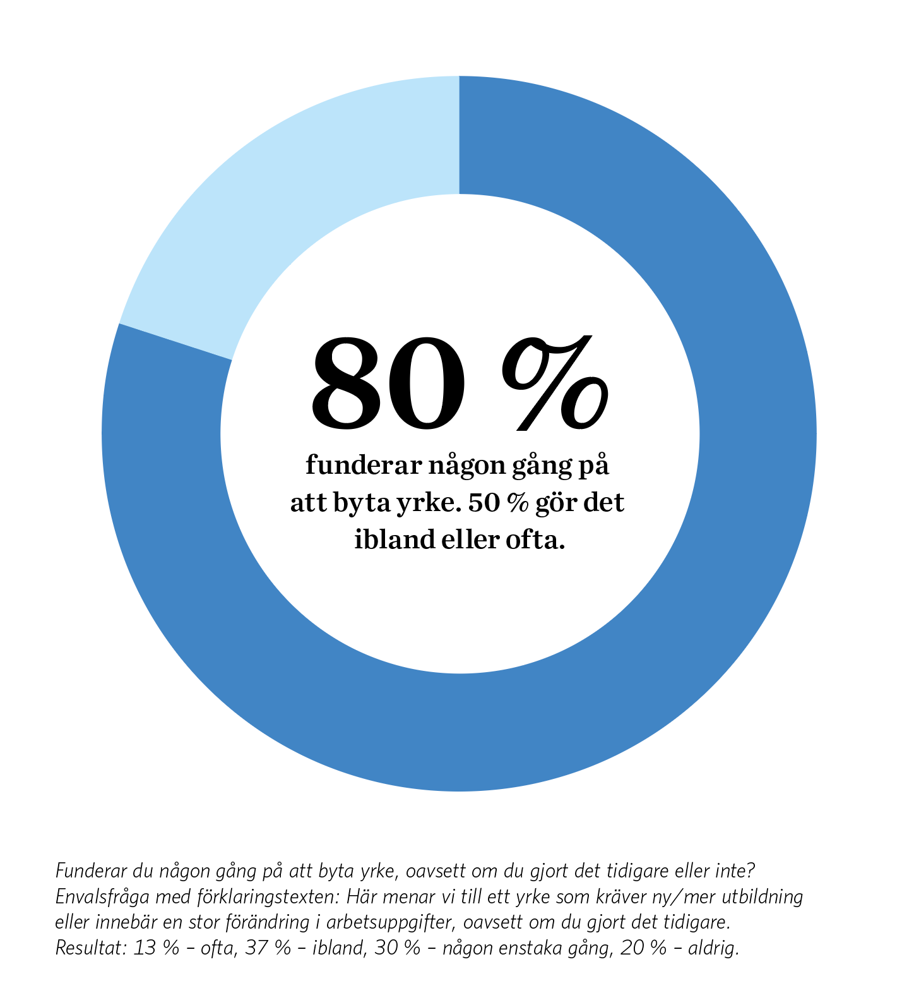 80 %
funderar någon gång på
att byta yrke. 50 % gör det
ibland eller ofta.
Funderar du någon gång på att byta yrke, oavsett om du gjort det tidigare eller inte?
Envalsfråga med förklaringstexten: Här menar vi till ett yrke som kräver ny/mer utbildning
eller innebär en stor förändring i arbetsuppgifter, oavsett om du gjort det tidigare.
Resultat: 13 % – ofta, 37 % – ibland, 30 % – någon enstaka gång, 20 % – aldrig.